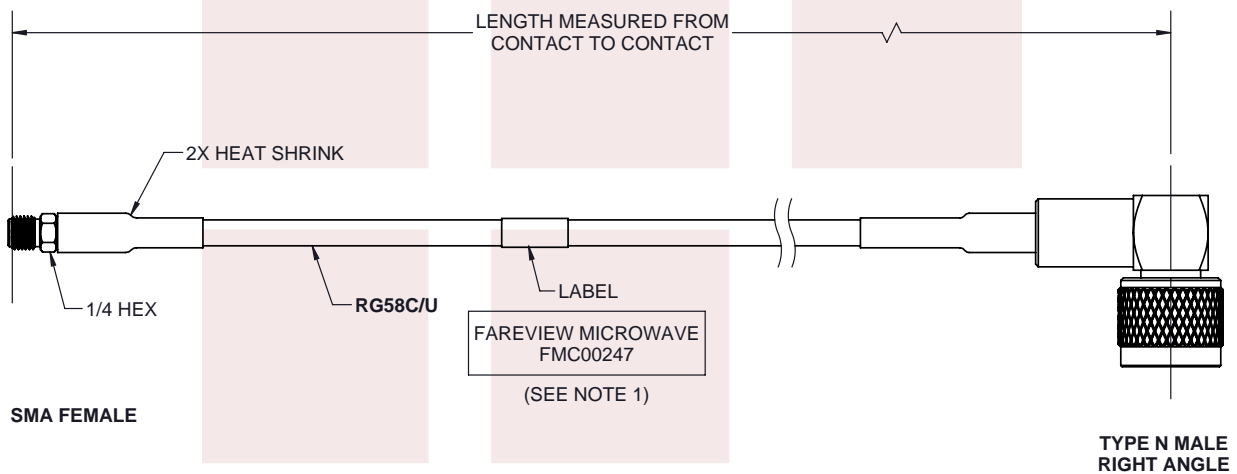 LENGTH MEASURED FROM
CONTACT TO CONTACT
2X HEAT SHRINK
1/4 HEX
RG58C/U
LABEL
FAREVIEW MICROWAVE
FMC00247
(SEE NOTE 1)
SMA FEMALE
TYPE N MALE
RIGHT ANGLE